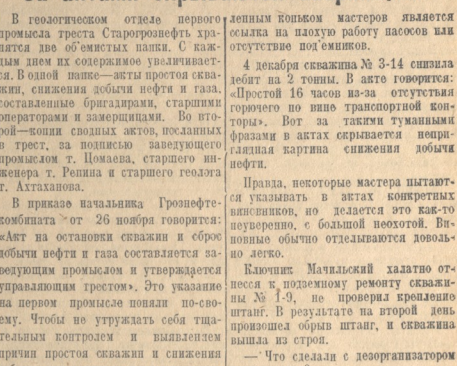 В геологическом отделе первого
промысла треста Старогрознефть хра-
нятся две объемистых папки. С каж-
дым днем их содержимое увеличивает-
ся. В одной папке—акты простоя сква-
жин, снижения добычи нефти и газа,
составленные бригадирами, старшими
операторами и замерщицами. Во вто-
рой—копии сводных актов, посланных
в трест, за подписью заведующего
промыслом т. Цомаева, старшего ин-
женера т. Репина и старшего геолога
т. Ахтаханова.
В приказе начальника Грознефте-
комбината от 26 ноября говорится:
«Акт на остановки скважин и сброс
добычи нефти и газа составляется за-
ведующим промыслом и утверждается
управляющим трестом». Это указание
на первом промысле поняли по-сво-
ему. Чтобы не утруждать себя тща-
тельным контролем и выявлением
причин простоя скважин и снижения
ленным коньком мастеров является
ссылка на плохую работу насосов или
отсутствие под'емников.
4 декабря скважина № 3-14 снизила
дебит на 2 тонны. В акте говорится:
«Простой 16 часов из-за отсутствия
горючего по вине транспортной кон-
торы». Вот за такими туманными
фразами в актах скрывается непри-
глядная картина снижения добычи
нефти.
Правда, некоторые мастера пытают-
ся указывать в актах конкретных
виновников, но делается это как-то
неуверенно, с большой неохотой. Ви-
новные обычно отделываются доволь-
но легко.
Ключник Мачильский халатно от-
несся к подземному ремонту скважи-
ны № 1-9, не проверил крепление
штанг. В результате на второй день
произошел обрыв штанг, и скважина
вышла из строя.
— Что сделали с дезорганизатором